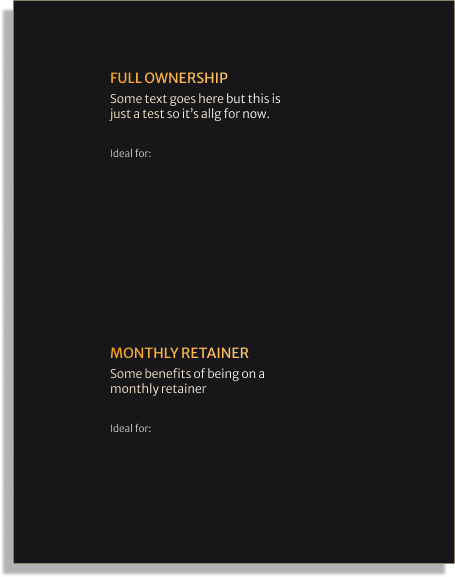 FULL OWNERSHIP
Some text goes here but this is
just a test so it’s allg for now.
Ideal for:
MONTHLY RETAINER
Some benefits of being on a
monthly retainer
Ideal for: